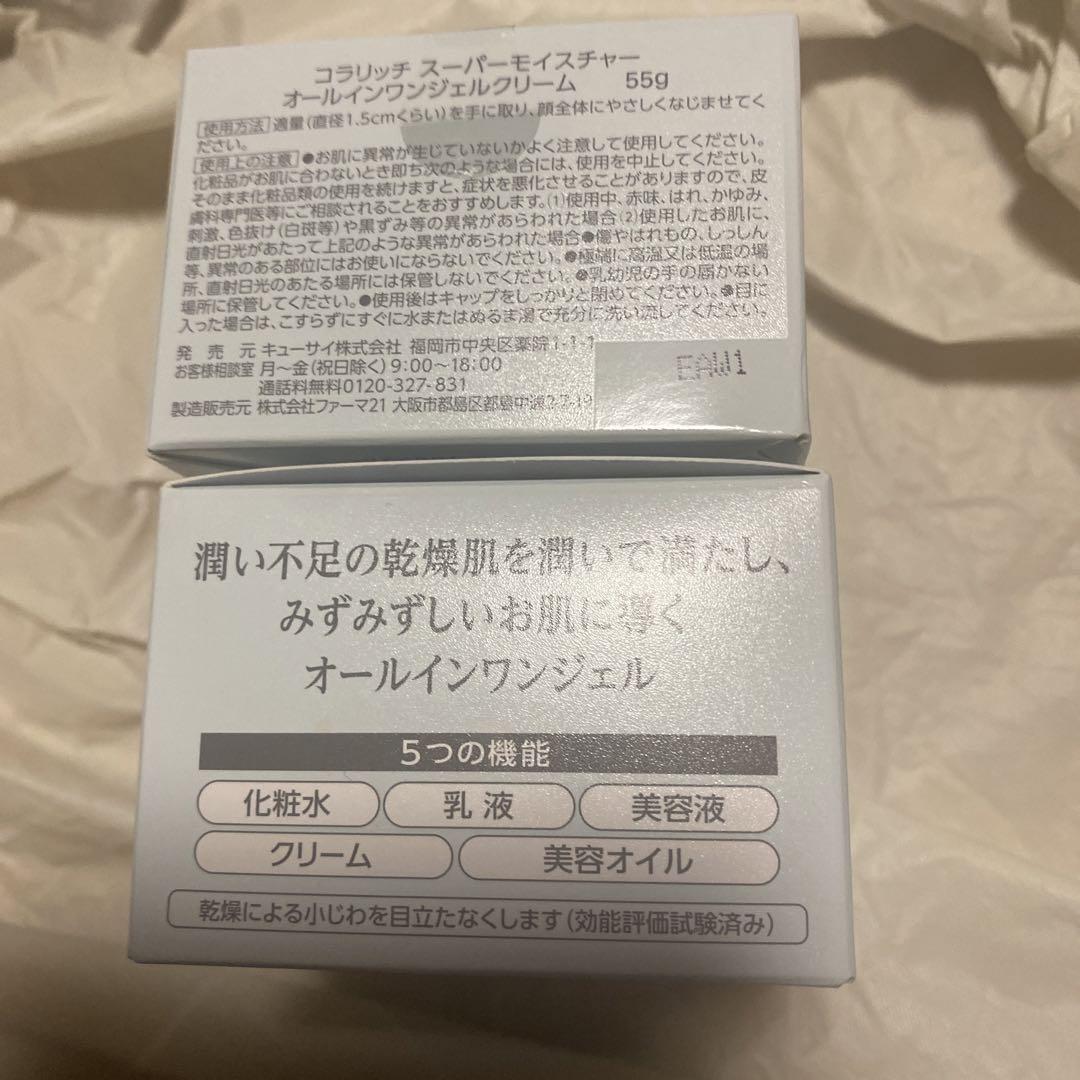 コラリッチ スーパーモイスチャー
オールインワンジェルクリーム 55g
使用方法 適量(直径1.5cmくらい)を手に取り、顔全体にやさしくなじませてく
ださい。
使用上の注意 ●お肌に異常が生じていないかよく注意して使用してください。
化粧品がお肌に合わないとき即ち次のような場合には、使用を中止してください。
そのまま化粧品類の使用を続けますと、症状を悪化させることがありますので、皮
膚科専門医等にご相談されることをおすすめします。(1)使用中、赤味、はれ、かゆみ、
刺激、色抜け(白斑等)や黒ずみ等の異常があらわれた場合(2)使用したお肌に、
直射日光があたって上記のような異常があらわれた場合●傷やはれもの、しっしん
等、異常のある部位にはお使いにならないでください。●極端に高温又は低温の場
所、直射日光のあたる場所には保管しないでください。●乳幼児の手の届かない
場所に保管してください。●使用後はキャップをしっかりと閉めてください。●目に
入った場合は、こすらずにすぐに水またはぬるま湯で充分に洗い流してください。
発売元 キューサイ株式会社 福岡市中央区薬院1-1-1
お客様相談室 月～金(祝日除く)9:00～18:00
通話料無料0120-327-831
製造販売元 株式会社ファーマ21 大阪市都島区都島中通3-7-19
EAW1
潤い不足の乾燥肌を潤いで満たし、
みずみずしいお肌に導く
オールインワンジェル
5つの機能
化粧水 乳液 美容液
クリーム 美容オイル
乾燥による小じわを目立たなくします(効能評価試験済み)